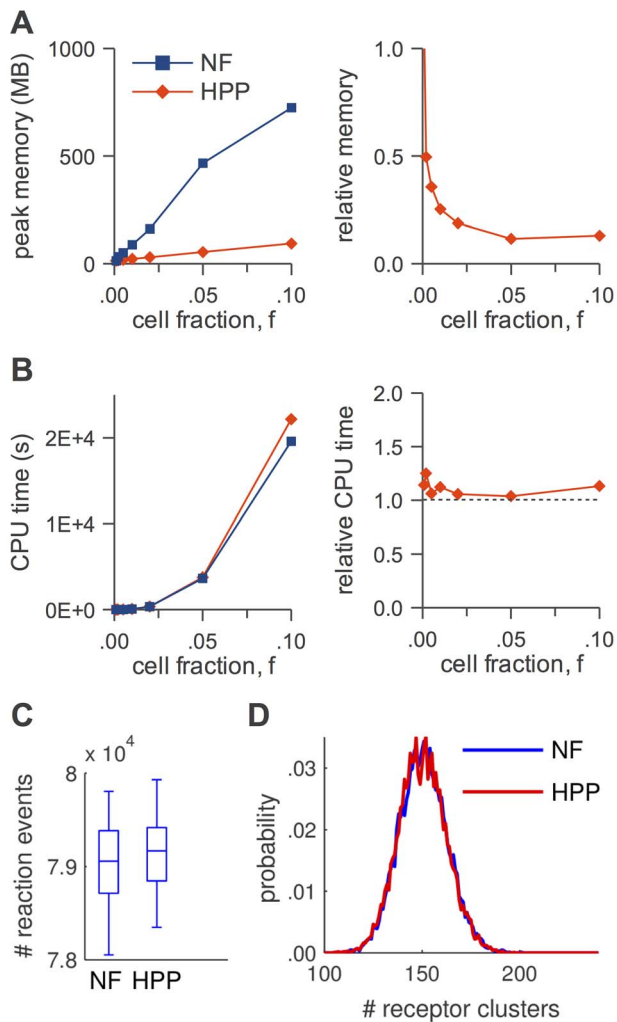 A
peak memory (MB)
1000
500
0
NF
HPP
.00 .05 .10
cell fraction, f
relative memory
1.0
0.5
0.0
.00 .05 .10
cell fraction, f
B
CPU time (s)
2E+4
1E+4
0E+0
.00 .05 .10
cell fraction, f
relative CPU time
2.0
1.5
1.0
0.5
0.0
.00 .05 .10
cell fraction, f
C
x 10⁴
# reaction events
8
7.9
7.8
NF HPP
D
probability
.03
.02
.01
.00
NF
HPP
100 150 200
# receptor clusters